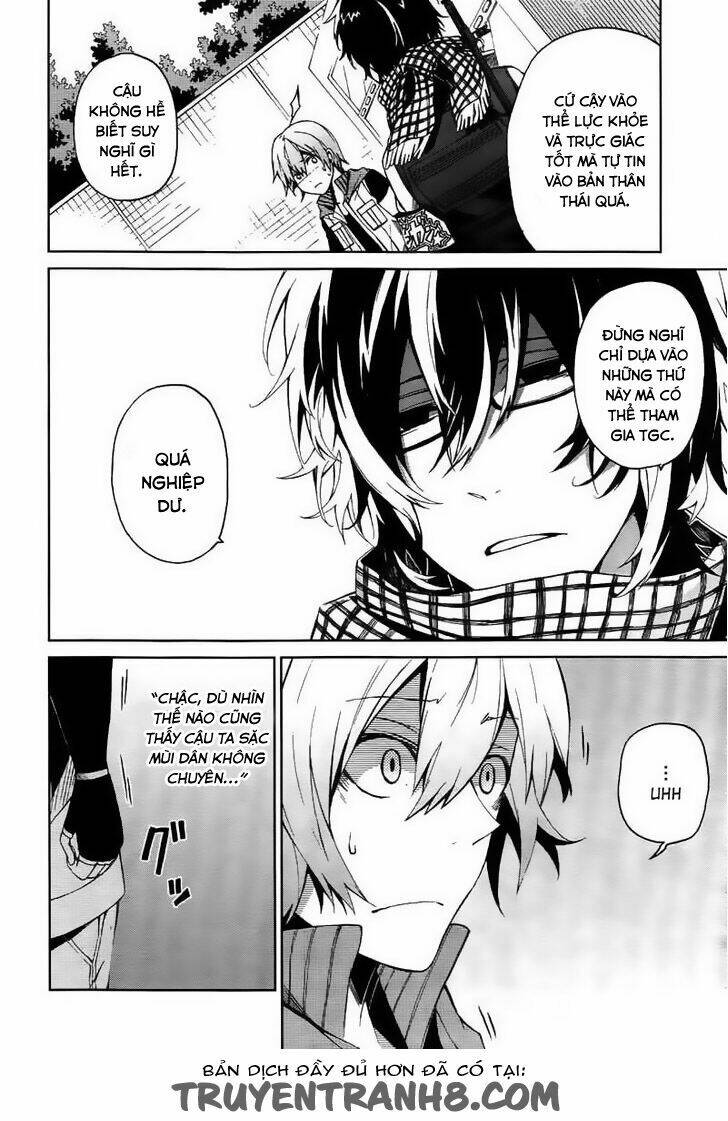 CỨ CẬY VÀO
THỂ LỰC KHỎE
VÀ TRỰC GIÁC
TỐT MÀ TỰ TIN
VÀO BẢN THÂN
THÁI QUÁ.
CẬU
KHÔNG HỀ
BIẾT SUY
NGHĨ GÌ
HẾT.
ĐỪNG NGHĨ
CHỈ DỰA VÀO
NHỮNG THỨ
NÀY MÀ CÓ
THỂ THAM
GIA TGC.
QUÁ
NGHIỆP
DƯ.
...
UHH
“CHẬC, DÙ NHÌN
THẾ NÀO CŨNG
THẤY CẬU TA SẶC
MÙI DÂN KHÔNG
CHUYÊN...”
グッ
BẢN DỊCH ĐẦY ĐỦ HƠN ĐÃ CÓ TẠI:
TRUYENTRANH8.COM